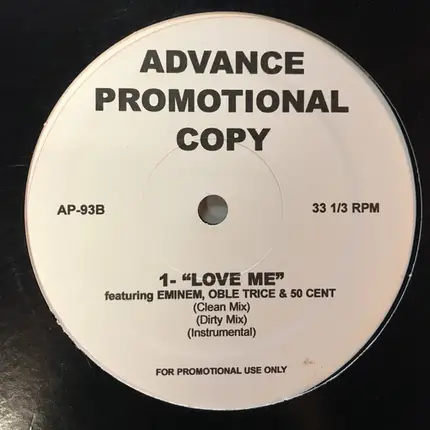 ADVANCE
PROMOTIONAL
COPY
AP-93B
33 1/3 RPM
1- “LOVE ME”
featuring EMINEM, OBLE TRICE & 50 CENT
(Clean Mix)
(Dirty Mix)
(Instrumental)
FOR PROMOTIONAL USE ONLY